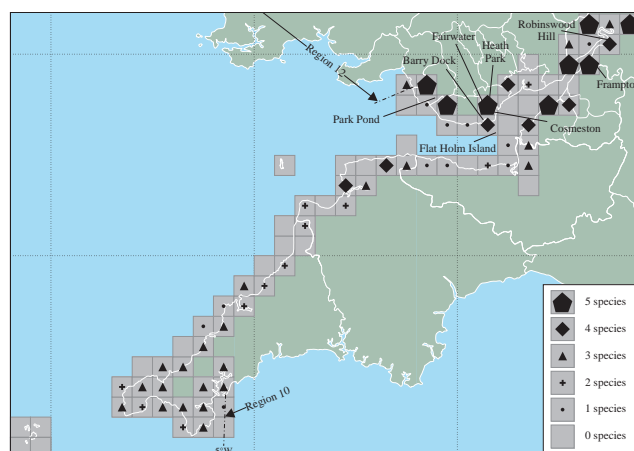 Robinswood
Hill
Fairwater
Heath
Park
Barry Dock
Region 12
Frampton
Park Pond
Cosmeston
Flat Holm Island
5 species
4 species
3 species
2 species
1 species
0 species
Region 10
5°W